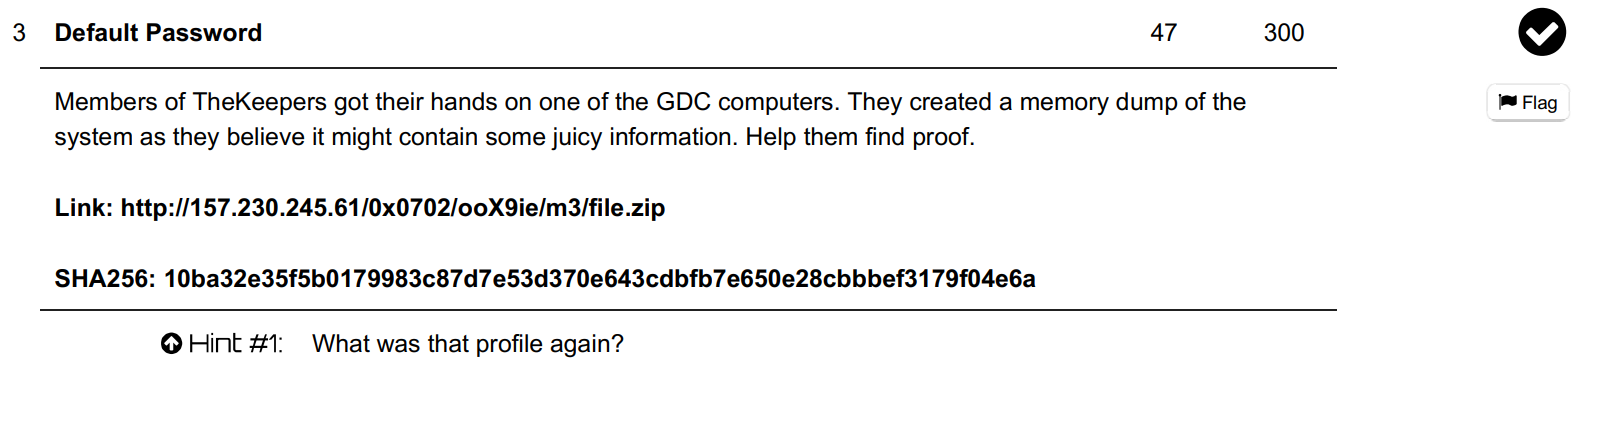 3 Default Password 47 300
Members of TheKeepers got their hands on one of the GDC computers. They created a memory dump of the
Flag
system as they believe it might contain some juicy information. Help them find proof.
Link: http://157.230.245.61/0x0702/ooX9ie/m3/file.zip
SHA256: 10ba32e35f5b0179983c87d7e53d370e643cdbfb7e650e28cbbbef3179f04e6a
Hint #1: What was that profile again?